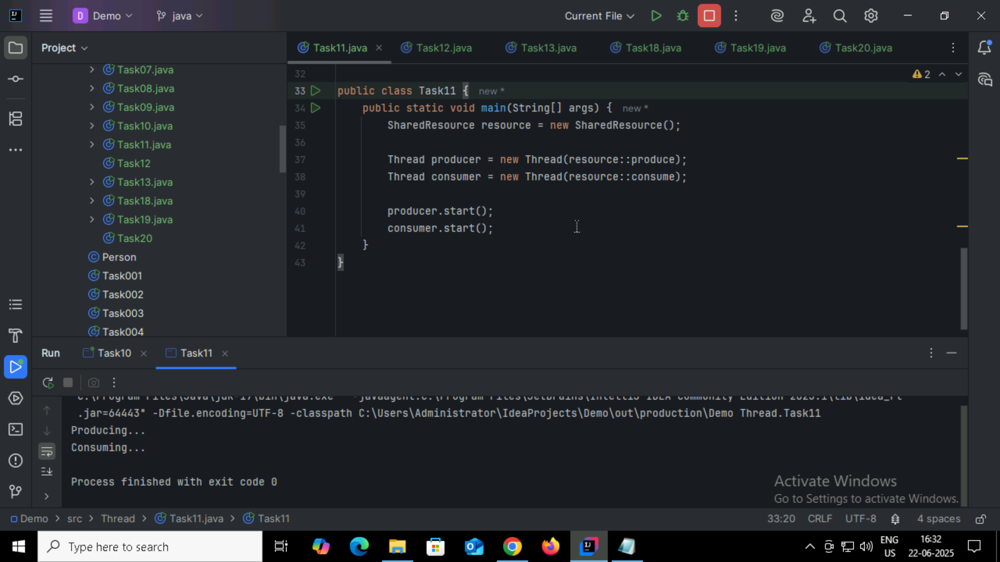 D Demo java Current File
Project
Task11.java Task12.java Task13.java Task18.java Task19.java Task20.java
Task07.java
Task08.java
Task09.java
Task10.java
Task11.java
Task12
Task13.java
Task18.java
Task19.java
Task20
Person
Task001
Task002
Task003
Task004
2
32
33 public class Task11 { new *
34 public static void main(String[] args) { new *
35 SharedResource resource = new SharedResource();
36
37 Thread producer = new Thread(resource::produce);
38 Thread consumer = new Thread(resource::consume);
39
40 producer.start();
41 consumer.start();
42 }
43 }
Run Task10 Task11
.jar=64443" -Dfile.encoding=UTF-8 -classpath C:\Users\Administrator\IdeaProjects\Demo\out\production\Demo Thread.Task11
Producing...
Consuming...
Process finished with exit code 0
Activate Windows
Go to Settings to activate Windows.
Demo > src > Thread > Task11.java > Task11 33:20 CRLF UTF-8 4 spaces
Type here to search
ENG
US
16:32
22-06-2025